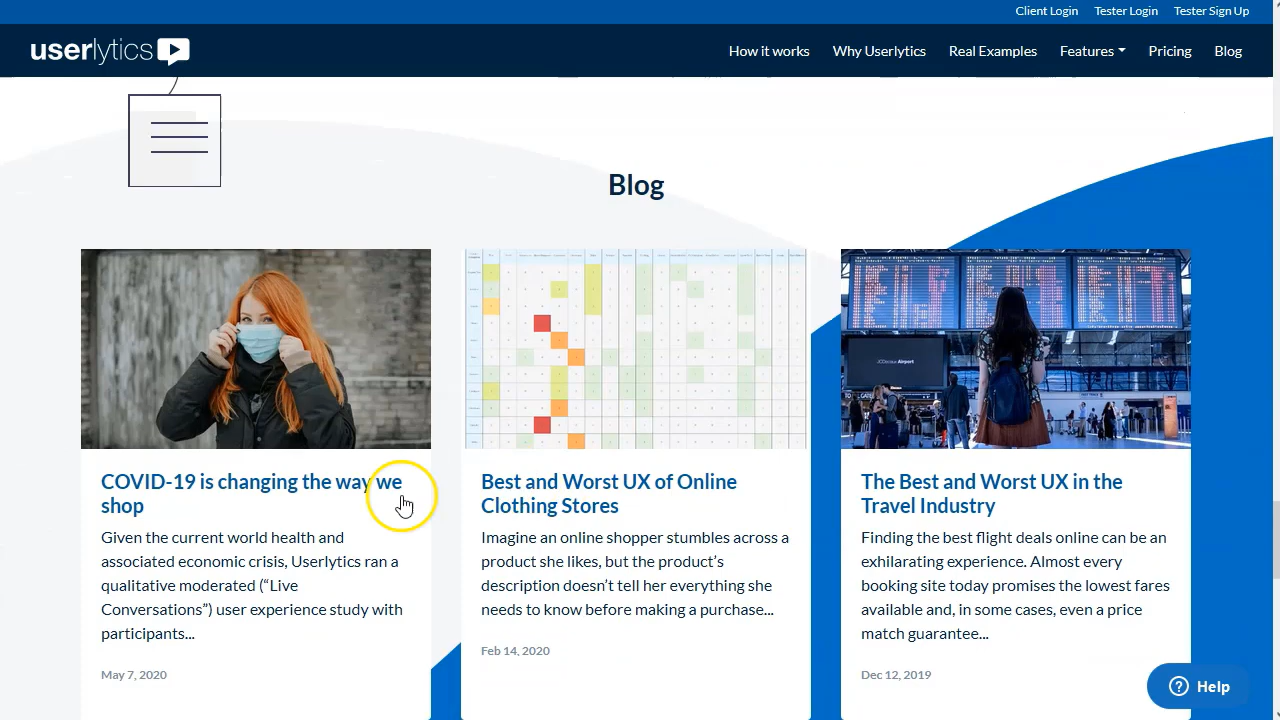 Client Login Tester Login Tester Sign Up
userlytics
How it works Why Userlytics Real Examples Features Pricing Blog
Blog
COVID-19 is changing the way we
shop
Given the current world health and
associated economic crisis, Userlytics ran a
qualitative moderated (“Live
Conversations”) user experience study with
participants...
May 7, 2020
Best and Worst UX of Online
Clothing Stores
Imagine an online shopper stumbles across a
product she likes, but the product’s
description doesn’t tell her everything she
needs to know before making a purchase...
Feb 14, 2020
JCDecaux Airport
The Best and Worst UX in the
Travel Industry
Finding the best flight deals online can be an
exhilarating experience. Almost every
booking site today promises the lowest fares
available and, in some cases, even a price
match guarantee...
Dec 12, 2019
Help